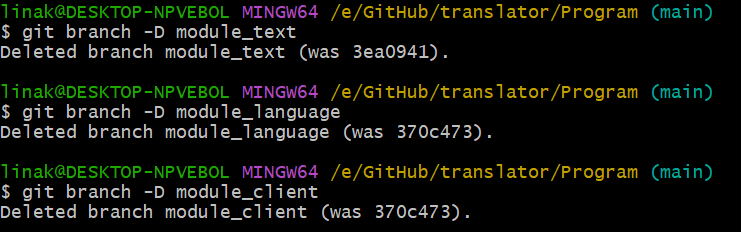 linak@DESKTOP-NPVEBOL MINGW64 /e/GitHub/translator/Program (main)
$ git branch -D module_text
Deleted branch module_text (was 3ea0941).
linak@DESKTOP-NPVEBOL MINGW64 /e/GitHub/translator/Program (main)
$ git branch -D module_language
Deleted branch module_language (was 370c473).
linak@DESKTOP-NPVEBOL MINGW64 /e/GitHub/translator/Program (main)
$ git branch -D module_client
Deleted branch module_client (was 370c473).